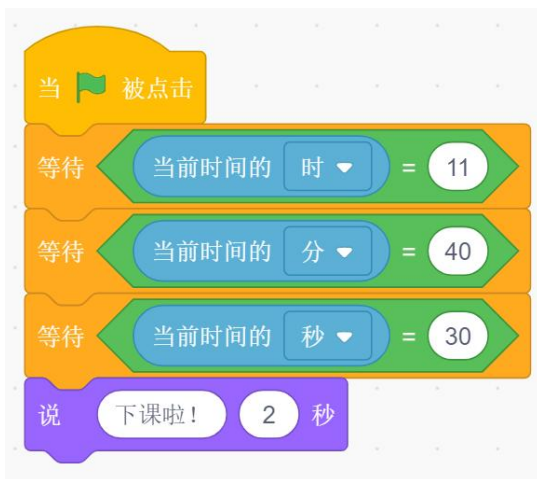 当 被点击
等待 当前时间的 时 = 11
等待 当前时间的 分 = 40
等待 当前时间的 秒 = 30
说 下课啦! 2 秒